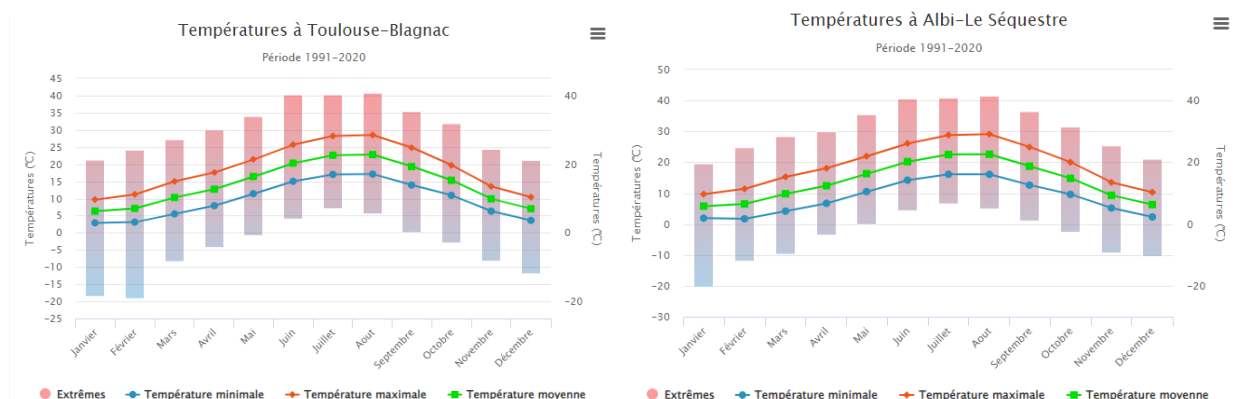 Températures à Toulouse-Blagnac
Période 1991-2020
Températures (℃)
45
40
35
30
25
20
15
10
5
0
-5
-10
-15
-20
-25
40
20
0
-20
Températures (℃)
Janvier
Février
Mars
Avril
Mai
Juin
Juillet
Aout
Septembre
Octobre
Novembre
Décembre
Extrêmes Température minimale Température maximale Température moyenne
Températures à Albi-Le Séquestre
Période 1991-2020
Températures (℃)
50
40
30
20
10
0
-10
-20
-30
40
20
0
-20
Températures (℃)
Janvier
Février
Mars
Avril
Mai
Juin
Juillet
Aout
Septembre
Octobre
Novembre
Décembre
Extrêmes Température minimale Température maximale Température moyenne